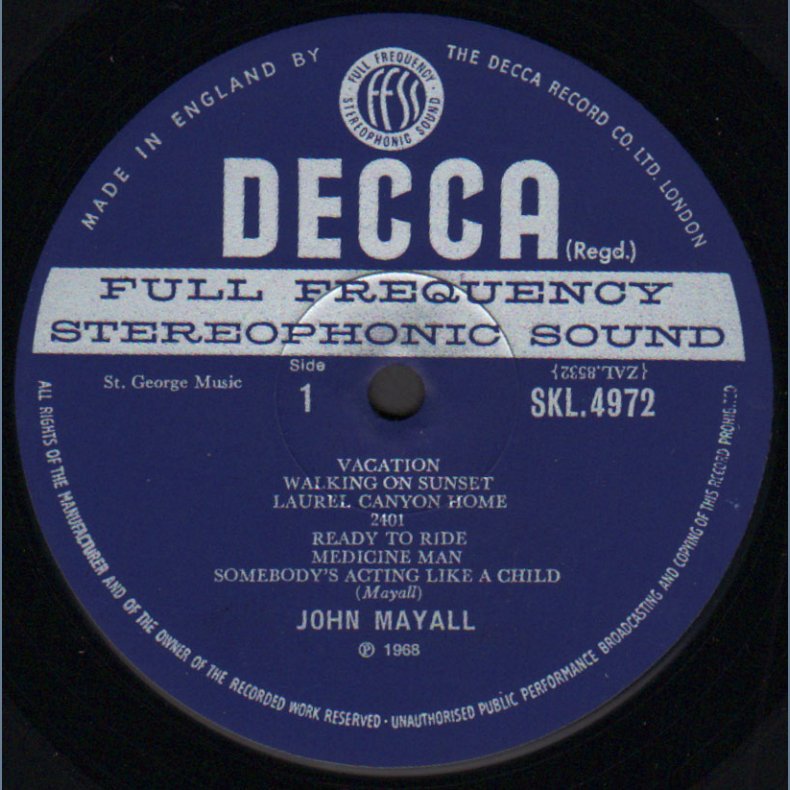 MADE IN ENGLAND BY THE DECCA RECORD CO. LTD. LONDON
· FULL FREQUENCY · STEREOPHONIC SOUND
FFSS
DECCA (Regd.)
FULL FREQUENCY
STEREOPHONIC SOUND
St. George Music
Side
1
{ZAL.8532}
SKL.4972
VACATION
WALKING ON SUNSET
LAUREL CANYON HOME
2401
READY TO RIDE
MEDICINE MAN
SOMEBODY'S ACTING LIKE A CHILD
(Mayall)
JOHN MAYALL
℗ 1968
ALL RIGHTS OF THE MANUFACTURER AND OF THE OWNER OF THE RECORDED WORK RESERVED · UNAUTHORISED PUBLIC PERFORMANCE BROADCASTING AND COPYING OF THIS RECORD PROHIBITED